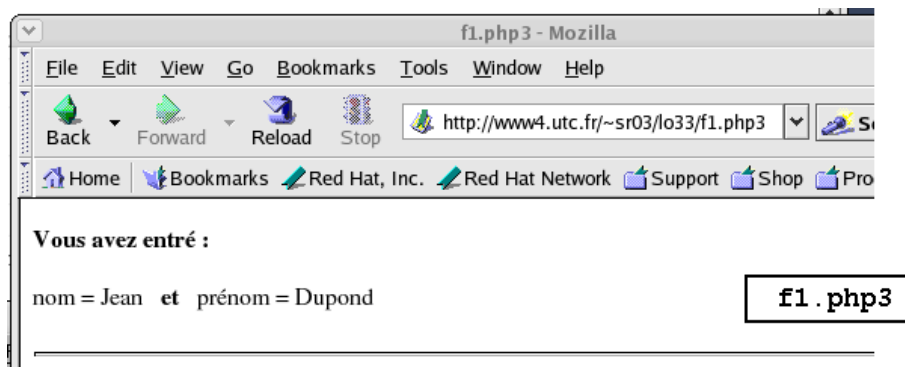 f1.php3 - Mozilla
File Edit View Go Bookmarks Tools Window Help
Back Forward Reload Stop http://www4.utc.fr/~sr03/lo33/f1.php3
Home Bookmarks Red Hat, Inc. Red Hat Network Support Shop
Vous avez entré :
nom = Jean et prénom = Dupond
f1.php3